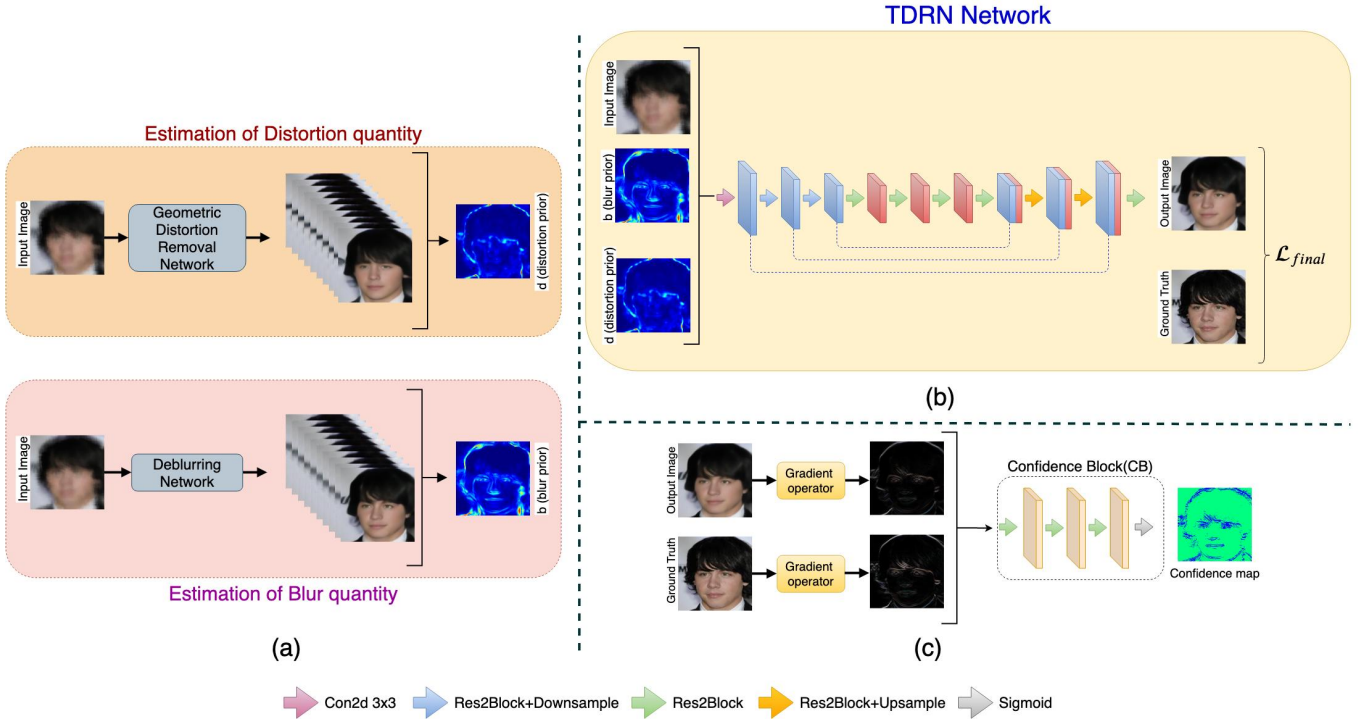 Estimation of Distortion quantity
Input Image
Geometric
Distortion
Removal
Network
d (distortion prior)
Input Image
Deblurring
Network
b (blur prior)
Estimation of Blur quantity
(a)
TDRN Network
Input Image
b (blur prior)
d (distortion prior)
Output Image
Ground Truth
𝓛final
(b)
Output Image
Gradient
operator
Ground Truth
Gradient
operator
Confidence Block(CB)
Confidence map
(c)
Con2d 3x3
Res2Block+Downsample
Res2Block
Res2Block+Upsample
Sigmoid